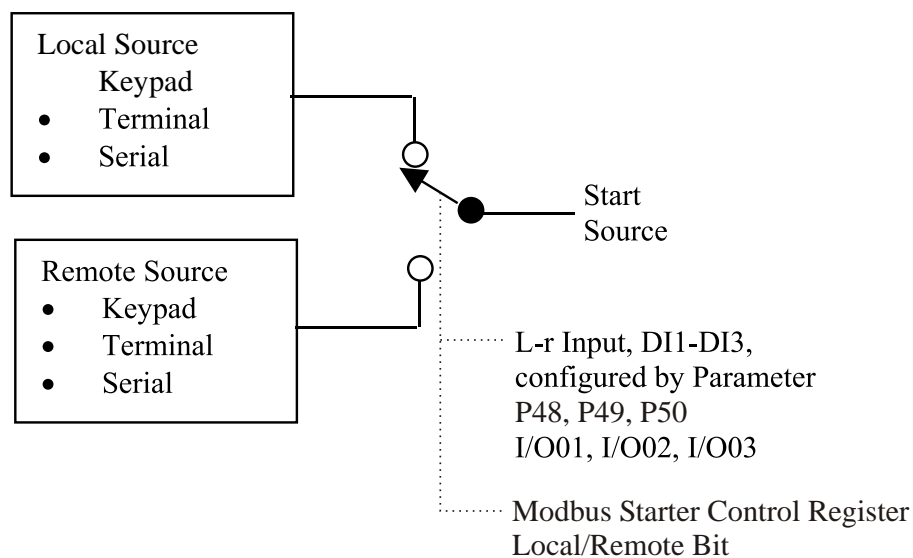 Local Source
Keypad
• Terminal
• Serial
Start
Source
Remote Source
• Keypad
• Terminal
• Serial
L-r Input, DI1-DI3,
configured by Parameter
P48, P49, P50
I/O01, I/O02, I/O03
Modbus Starter Control Register
Local/Remote Bit